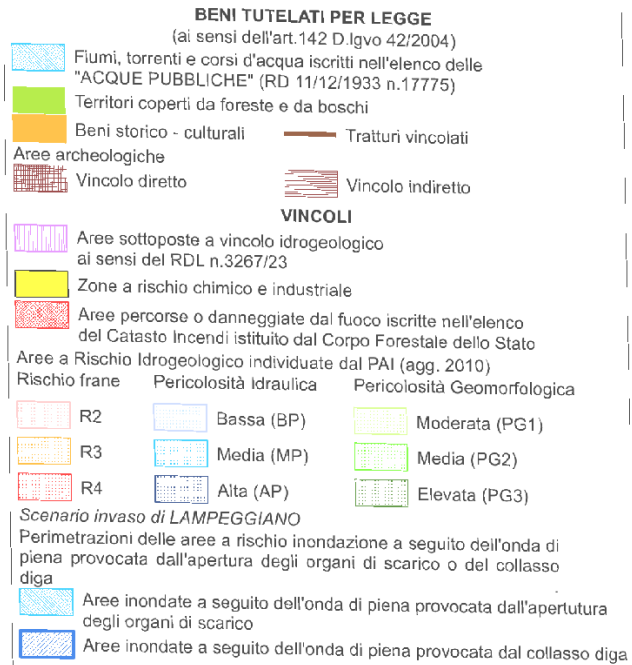 BENI TUTELATI PER LEGGE
(ai sensi dell'art.142 D.lgvo 42/2004)
Fiumi, torrenti e corsi d'acqua iscritti nell'elenco delle
"ACQUE PUBBLICHE" (RD 11/12/1933 n.17775)
Territori coperti da foreste e da boschi
Beni storico - culturali
Tratturi vincolati
Aree archeologiche
Vincolo diretto
Vincolo indiretto
VINCOLI
Aree sottoposte a vincolo idrogeologico
ai sensi del RDL n.3267/23
Zone a rischio chimico e industriale
Aree percorse o danneggiate dal fuoco iscritte nell'elenco
del Catasto Incendi istituito dal Corpo Forestale dello Stato
Aree a Rischio Idrogeologico individuate dal PAI (agg. 2010)
Rischio frane Pericolosità Idraulica Pericolosità Geomorfologica
R2 Bassa (BP) Moderata (PG1)
R3 Media (MP) Media (PG2)
R4 Alta (AP) Elevata (PG3)
Scenario invaso di LAMPEGGIANO
Perimetrazioni delle aree a rischio inondazione a seguito dell'onda di
piena provocata dall'apertura degli organi di scarico o del collasso
diga
Aree inondate a seguito dell'onda di piena provocata dall'apertutura
degli organi di scarico
Aree inondate a seguito dell'onda di piena provocata dal collasso diga